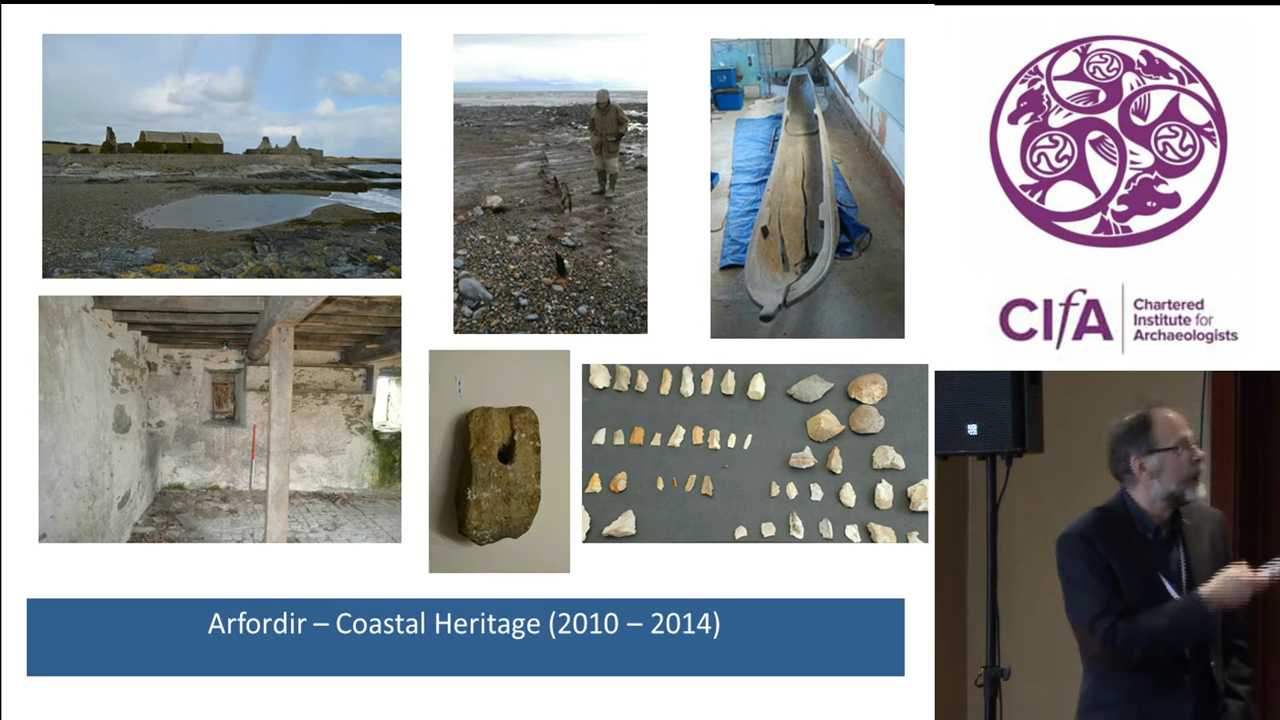 Arfordir – Coastal Heritage (2010 – 2014)
CIfA
Chartered
Institute for
Archaeologists